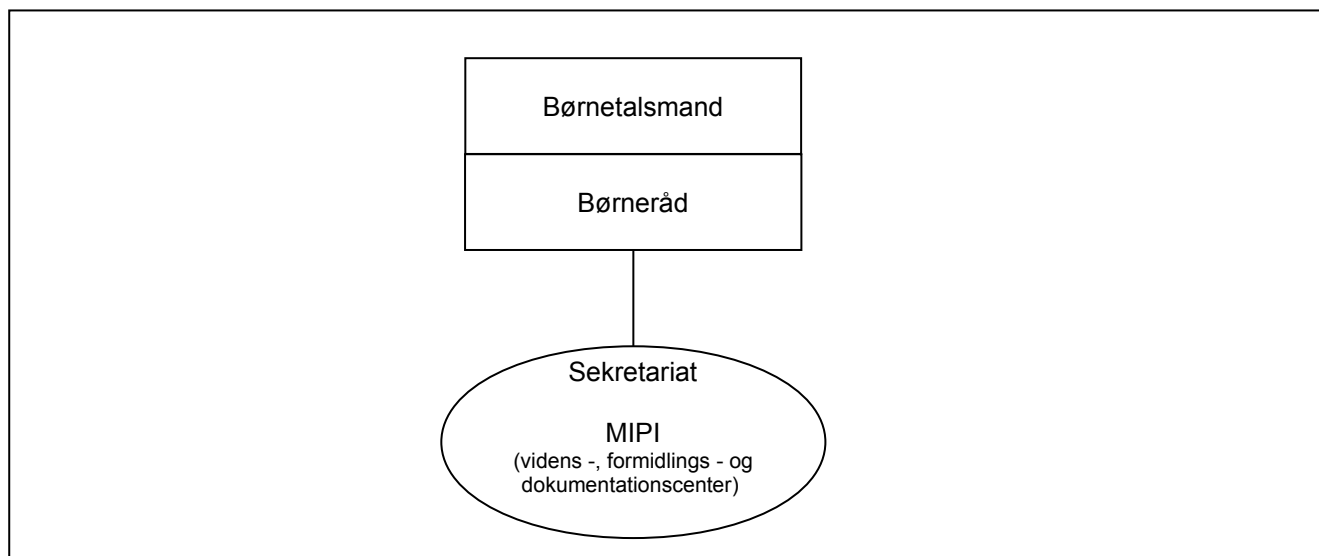 Børnetalsmand
Børneråd
Sekretariat
MIPI
(videns -, formidlings - og
dokumentationscenter)